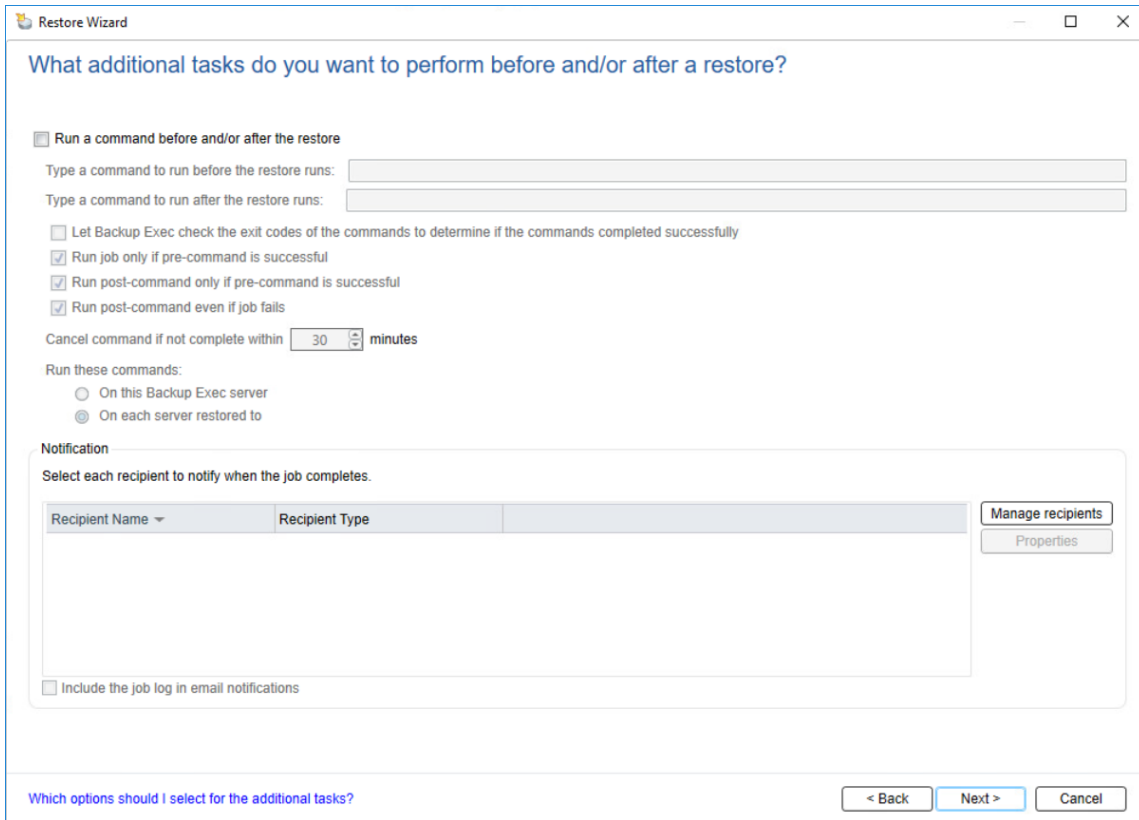 Restore Wizard
What additional tasks do you want to perform before and/or after a restore?
Run a command before and/or after the restore
Type a command to run before the restore runs:
Type a command to run after the restore runs:
Let Backup Exec check the exit codes of the commands to determine if the commands completed successfully
Run job only if pre-command is successful
Run post-command only if pre-command is successful
Run post-command even if job fails
Cancel command if not complete within 30 minutes
Run these commands:
On this Backup Exec server
On each server restored to
Notification
Select each recipient to notify when the job completes.
Recipient Name Recipient Type
Manage recipients
Properties
Include the job log in email notifications
Which options should I select for the additional tasks? < Back Next > Cancel